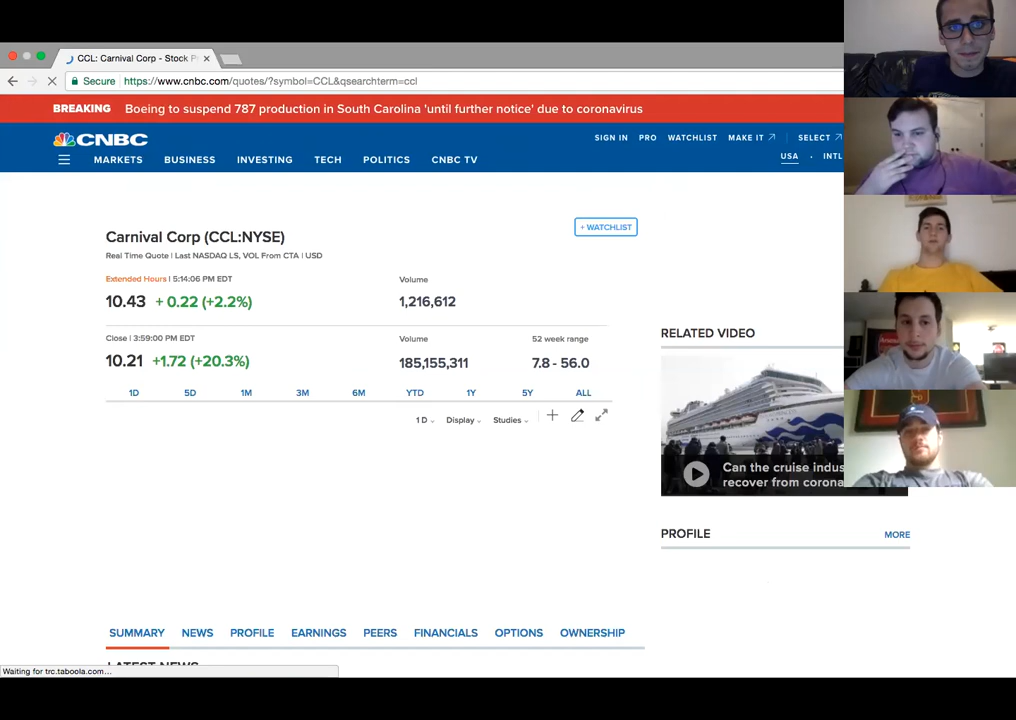 CCL: Carnival Corp - Stock P
Secure https://www.cnbc.com/quotes/?symbol=CCL&qsearchterm=ccl
BREAKING Boeing to suspend 787 production in South Carolina 'until further notice' due to coronavirus
CNBC
SIGN IN PRO WATCHLIST MAKE IT SELECT
USA · INTL
MARKETS BUSINESS INVESTING TECH POLITICS CNBC TV
Carnival Corp (CCL:NYSE)
+ WATCHLIST
Real Time Quote | Last NASDAQ LS, VOL From CTA | USD
Extended Hours | 5:14:06 PM EDT Volume
10.43 + 0.22 (+2.2%) 1,216,612
Close | 3:59:00 PM EDT Volume 52 week range
10.21 +1.72 (+20.3%) 185,155,311 7.8 - 56.0
1D 5D 1M 3M 6M YTD 1Y 5Y ALL
1 D Display Studies
RELATED VIDEO
Can the cruise indus
recover from corona
PROFILE MORE
SUMMARY NEWS PROFILE EARNINGS PEERS FINANCIALS OPTIONS OWNERSHIP
LATEST NEWS
Waiting for trc.taboola.com...